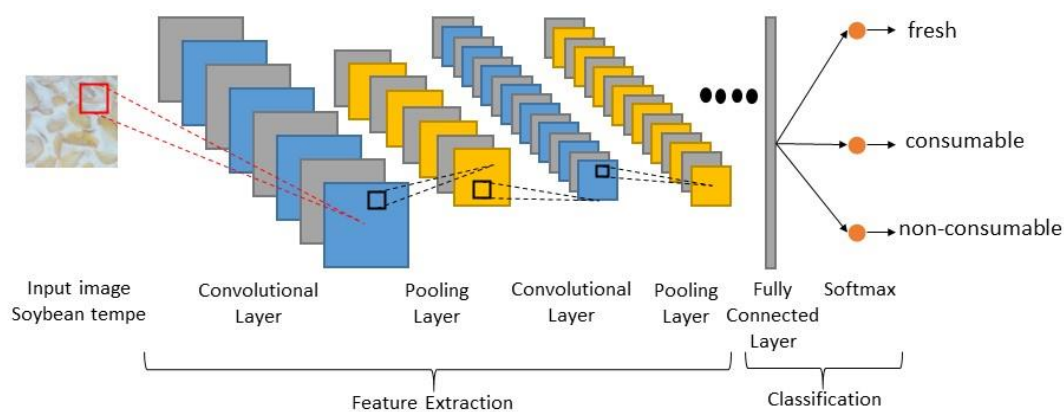 fresh
consumable
non-consumable
Input image
Soybean tempe
Convolutional
Layer
Pooling
Layer
Convolutional
Layer
Pooling
Layer
Fully
Connected
Layer
Softmax
Feature Extraction
Classification